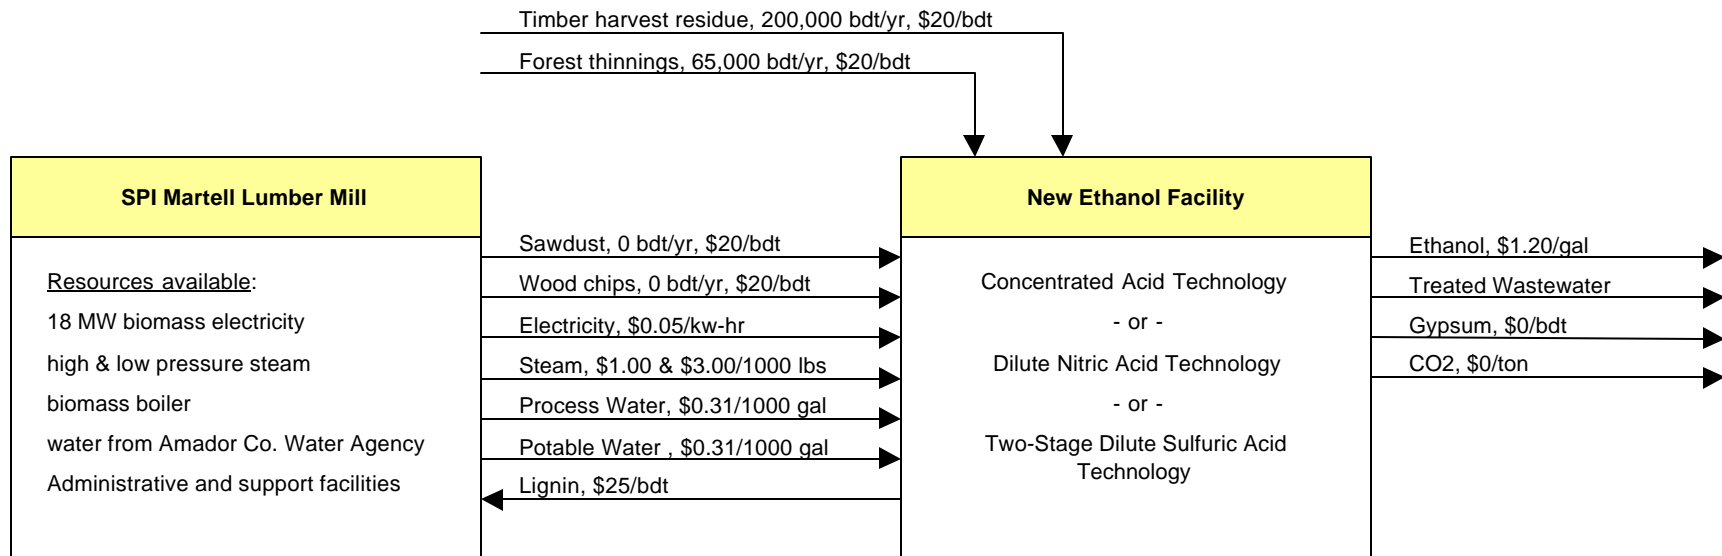 Timber harvest residue, 200,000 bdt/yr, $20/bdt
Forest thinnings, 65,000 bdt/yr, $20/bdt
SPI Martell Lumber Mill
Resources available:
18 MW biomass electricity
high & low pressure steam
biomass boiler
water from Amador Co. Water Agency
Administrative and support facilities
Sawdust, 0 bdt/yr, $20/bdt
Wood chips, 0 bdt/yr, $20/bdt
Electricity, $0.05/kw-hr
Steam, $1.00 & $3.00/1000 lbs
Process Water, $0.31/1000 gal
Potable Water , $0.31/1000 gal
Lignin, $25/bdt
New Ethanol Facility
Concentrated Acid Technology
- or -
Dilute Nitric Acid Technology
- or -
Two-Stage Dilute Sulfuric Acid
Technology
Ethanol, $1.20/gal
Treated Wastewater
Gypsum, $0/bdt
CO2, $0/ton